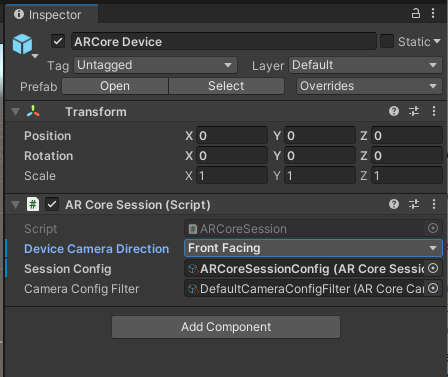 Inspector
ARCore Device
Static
Tag Untagged Layer Default
Prefab Open Select Overrides
Transform
Position X 0 Y 0 Z 0
Rotation X 0 Y 0 Z 0
Scale X 1 Y 1 Z 1
# AR Core Session (Script)
Script # ARCoreSession
Device Camera Direction Front Facing
Session Config ARCoreSessionConfig (AR Core Sessio
Camera Config Filter DefaultCameraConfigFilter (AR Core Cam
Add Component